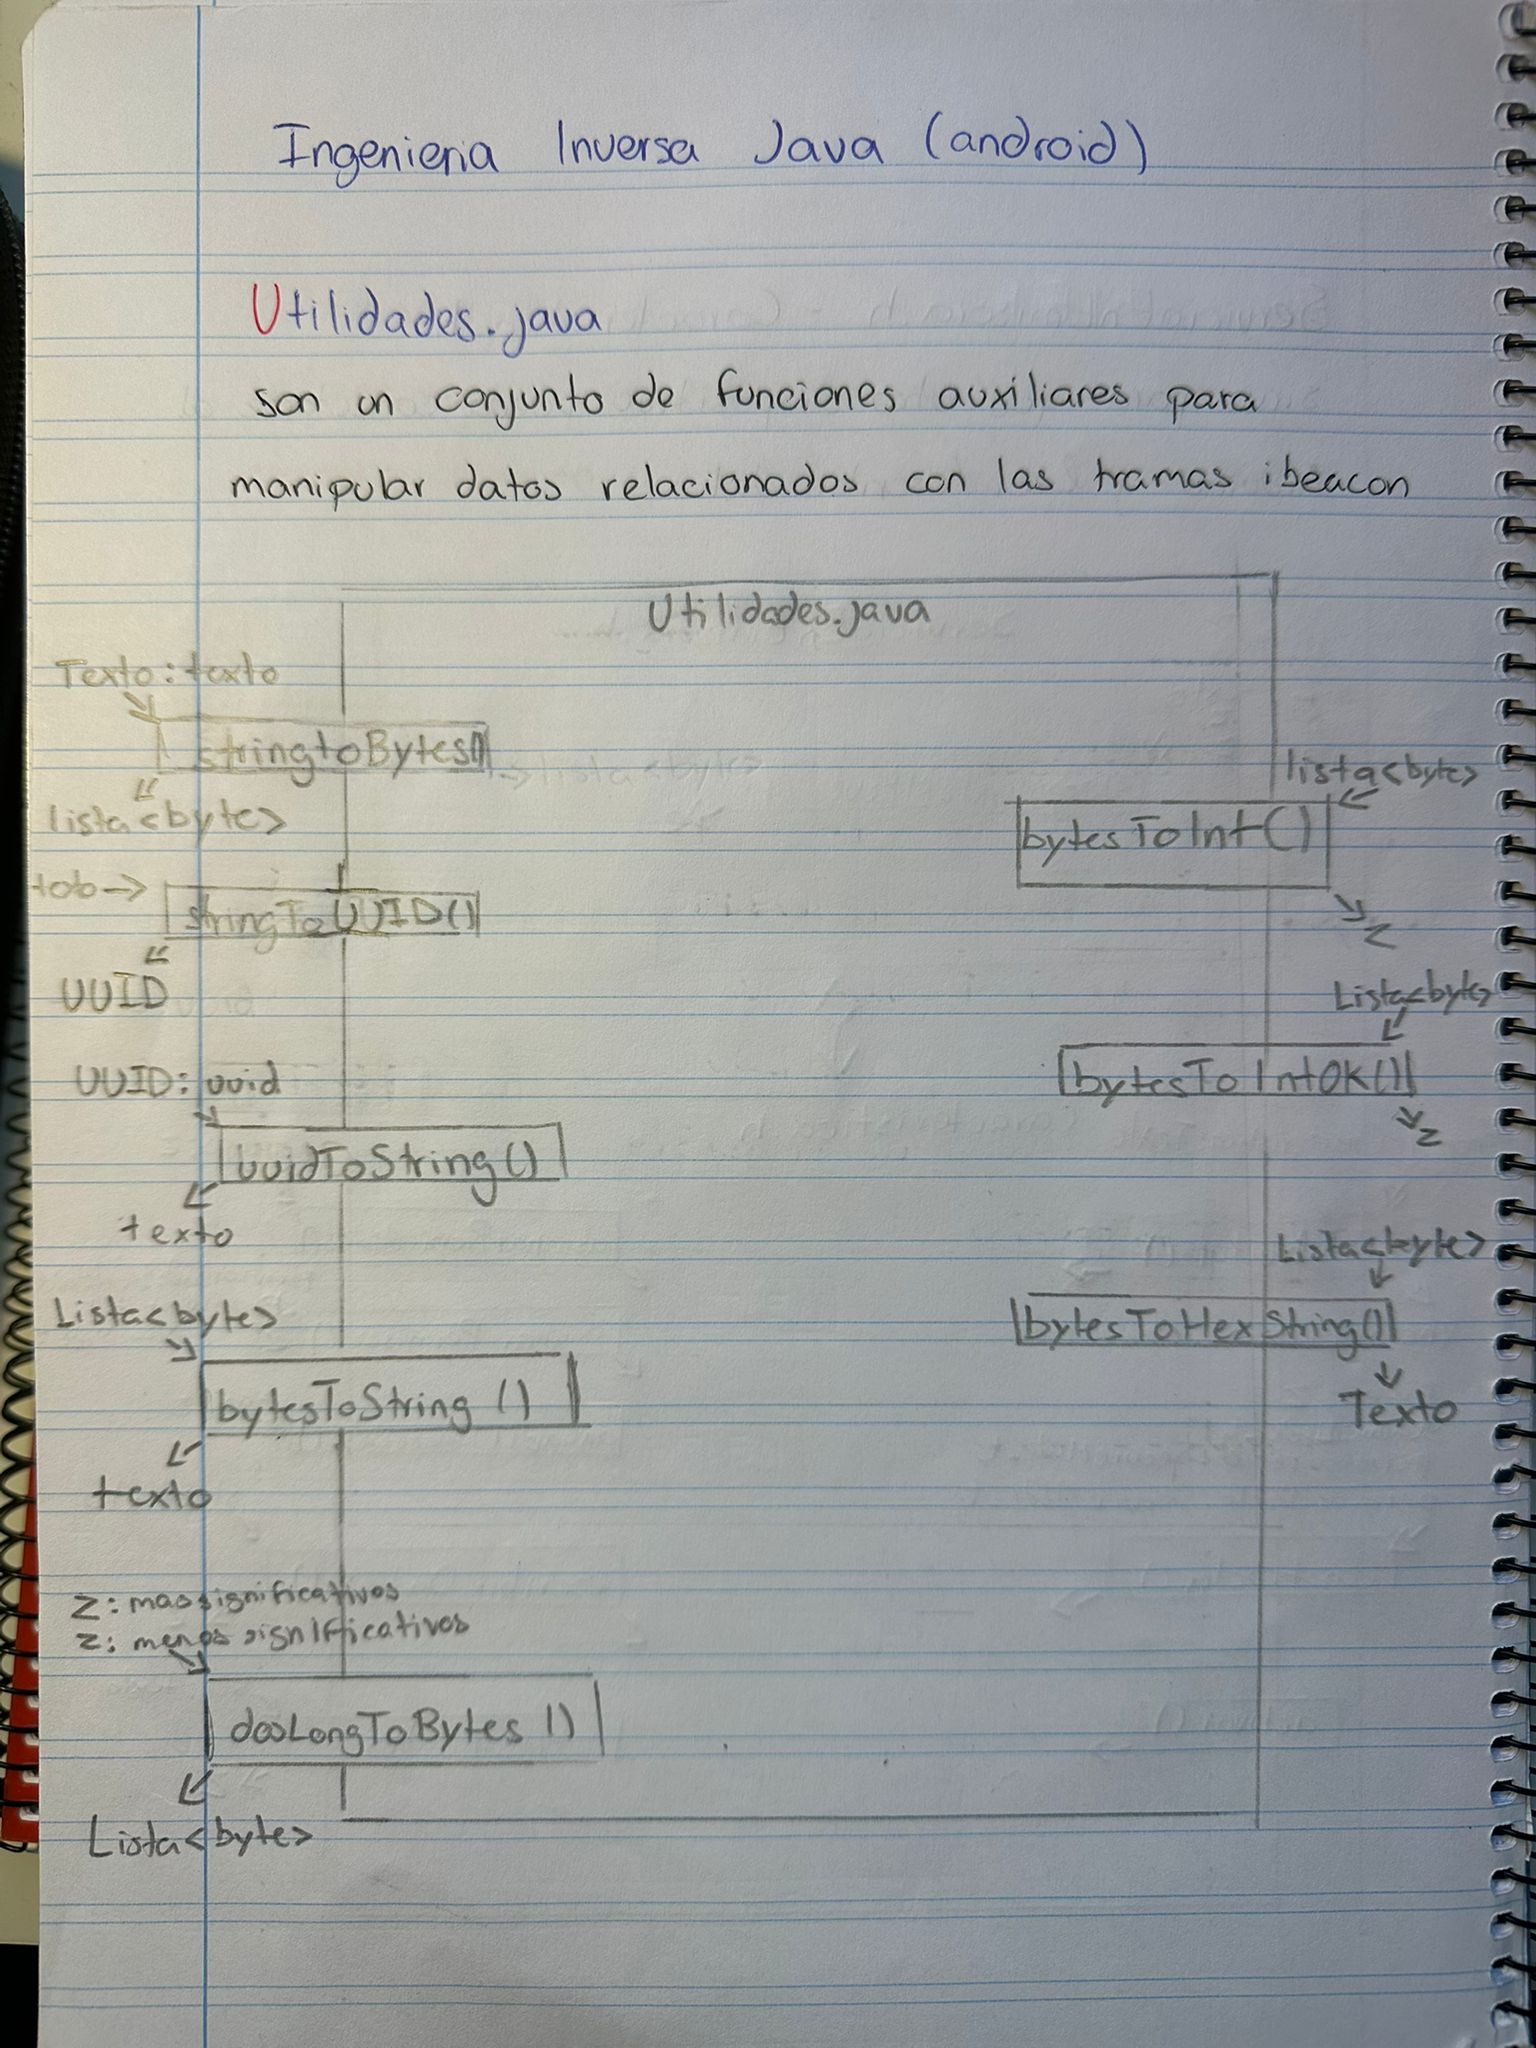 Ingenieria Inversa Java (android)
Utilidades.java
son un conjunto de funciones auxiliares para
manipular datos relacionados con las tramas ibeacon
Utilidades.java
Texto: texto
stringtoBytes()
lista<byte>
stringToUUID()
UUID
UUID: uuid
uuidToString()
texto
Lista<byte>
bytesToString ()
texto
Z: mas significativos
Z: menos significativos
dosLongToBytes ()
Lista<byte>
lista<byte>
bytesToInt()
Z
Lista<byte>
bytesToIntOK()
Z
Lista<byte>
bytesToHexString()
Texto